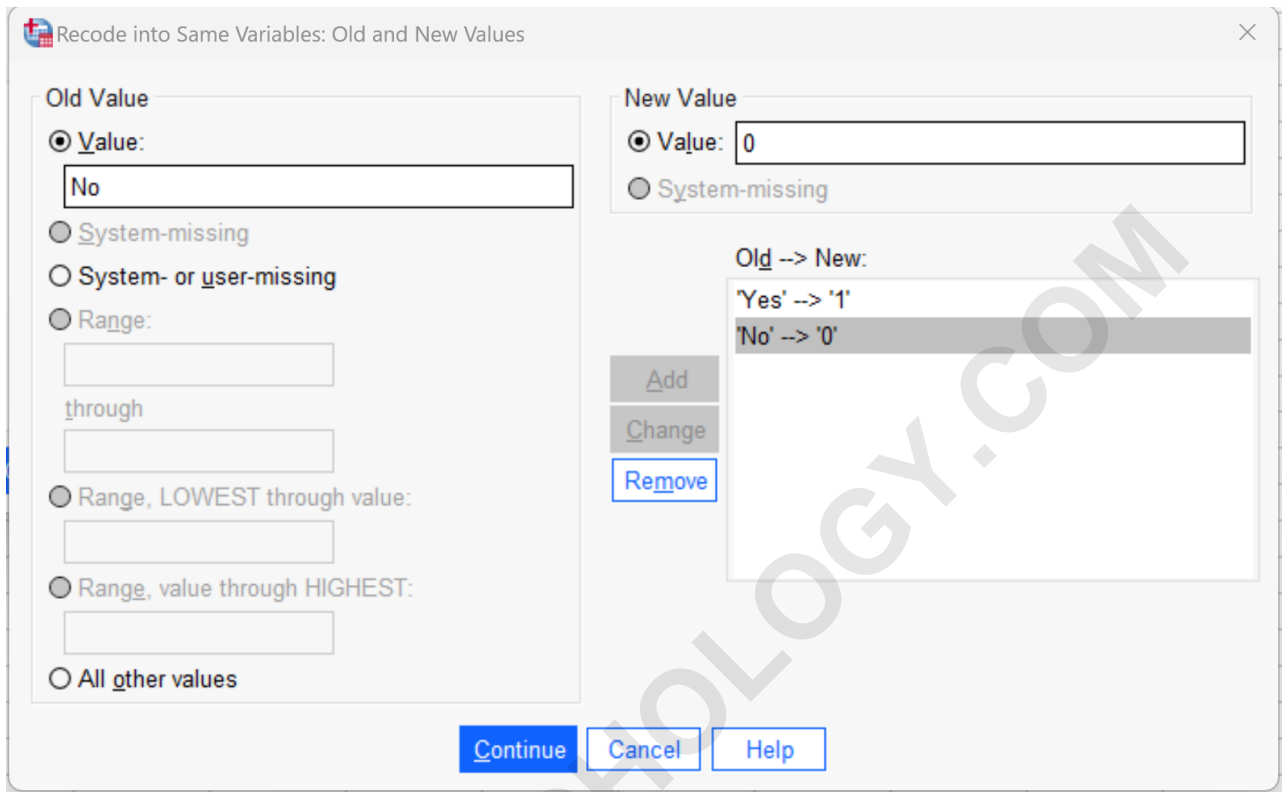 Recode into Same Variables: Old and New Values
Old Value
Value:
No
System-missing
System- or user-missing
Range:
through
Range, LOWEST through value:
Range, value through HIGHEST:
All other values
New Value
Value: 0
System-missing
Old --> New:
'Yes' --> '1'
'No' --> '0'
Add
Change
Remove
Continue Cancel Help
HOLOGY.COM